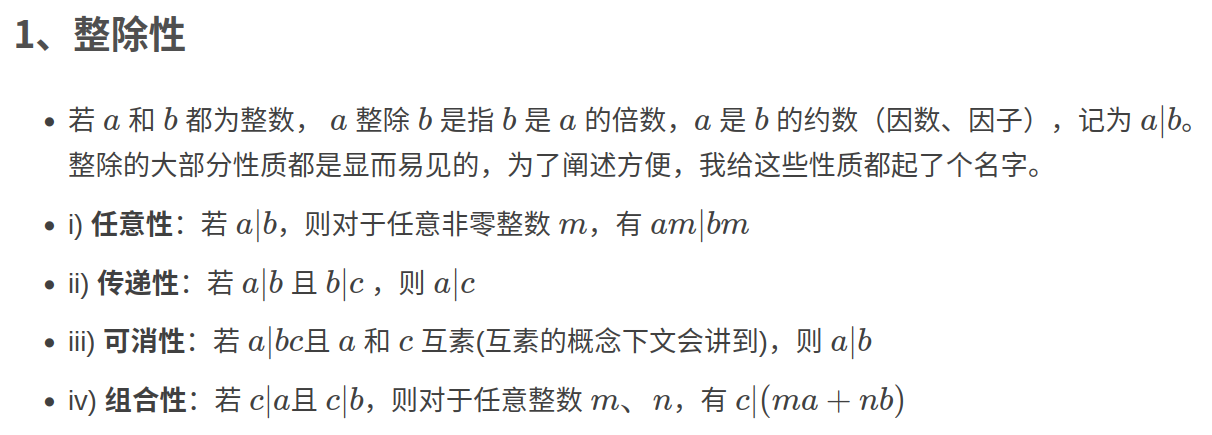 1、整除性
• 若 a 和 b 都为整数， a 整除 b 是指 b 是 a 的倍数，a 是 b 的约数（因数、因子），记为 a|b。
整除的大部分性质都是显而易见的，为了阐述方便，我给这些性质都起了个名字。
• i) 任意性：若 a|b，则对于任意非零整数 m，有 am|bm
• ii) 传递性：若 a|b 且 b|c ，则 a|c
• iii) 可消性：若 a|bc且 a 和 c 互素(互素的概念下文会讲到)，则 a|b
• iv) 组合性：若 c|a且 c|b，则对于任意整数 m、n，有 c|(ma + nb)